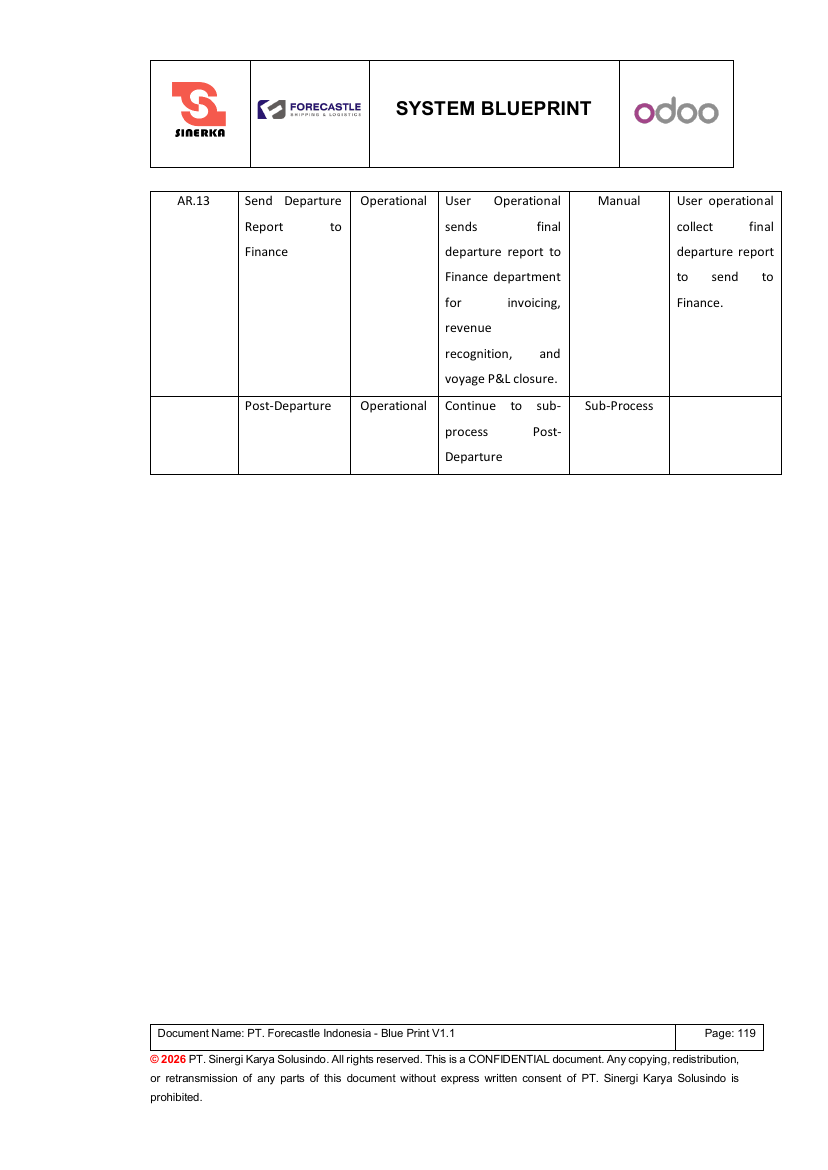 SINERKA
FORECASTLE
SHIPPING & LOGISTICS
SYSTEM BLUEPRINT
odoo
AR.13
Send Departure
Report to
Finance
Operational
User Operational
sends final
departure report to
Finance department
for invoicing,
revenue
recognition, and
voyage P&L closure.
Manual
User operational
collect final
departure report
to send to
Finance.
Post-Departure
Operational
Continue to sub-
process Post-
Departure
Sub-Process
Document Name: PT. Forecastle Indonesia - Blue Print V1.1
Page: 119
© 2026 PT. Sinergi Karya Solusindo. All rights reserved. This is a CONFIDENTIAL document. Any copying, redistribution,
or retransmission of any parts of this document without express written consent of PT. Sinergi Karya Solusindo is
prohibited.